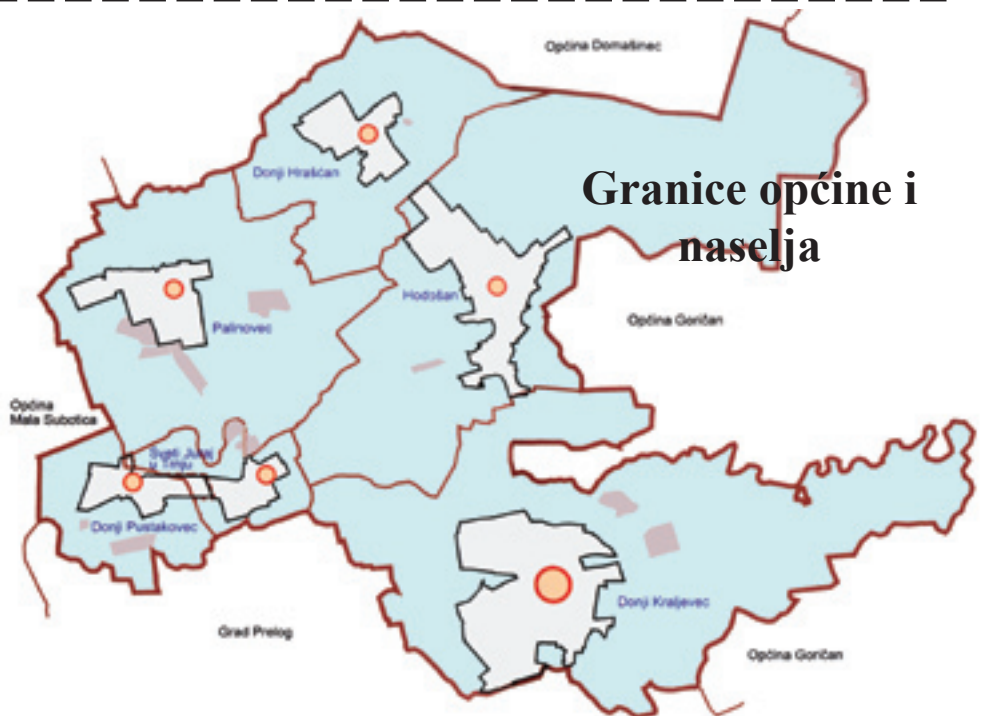 Općina Domašinec
Donji Hrašćan
Granice općine i
naselja
Hodošan
Palinovec
Općina Goričan
Općina
Mala Subotica
Sveti Juraj
u Trnju
Donji Pustakovec
Donji Kraljevec
Grad Prelog
Općina Goričan